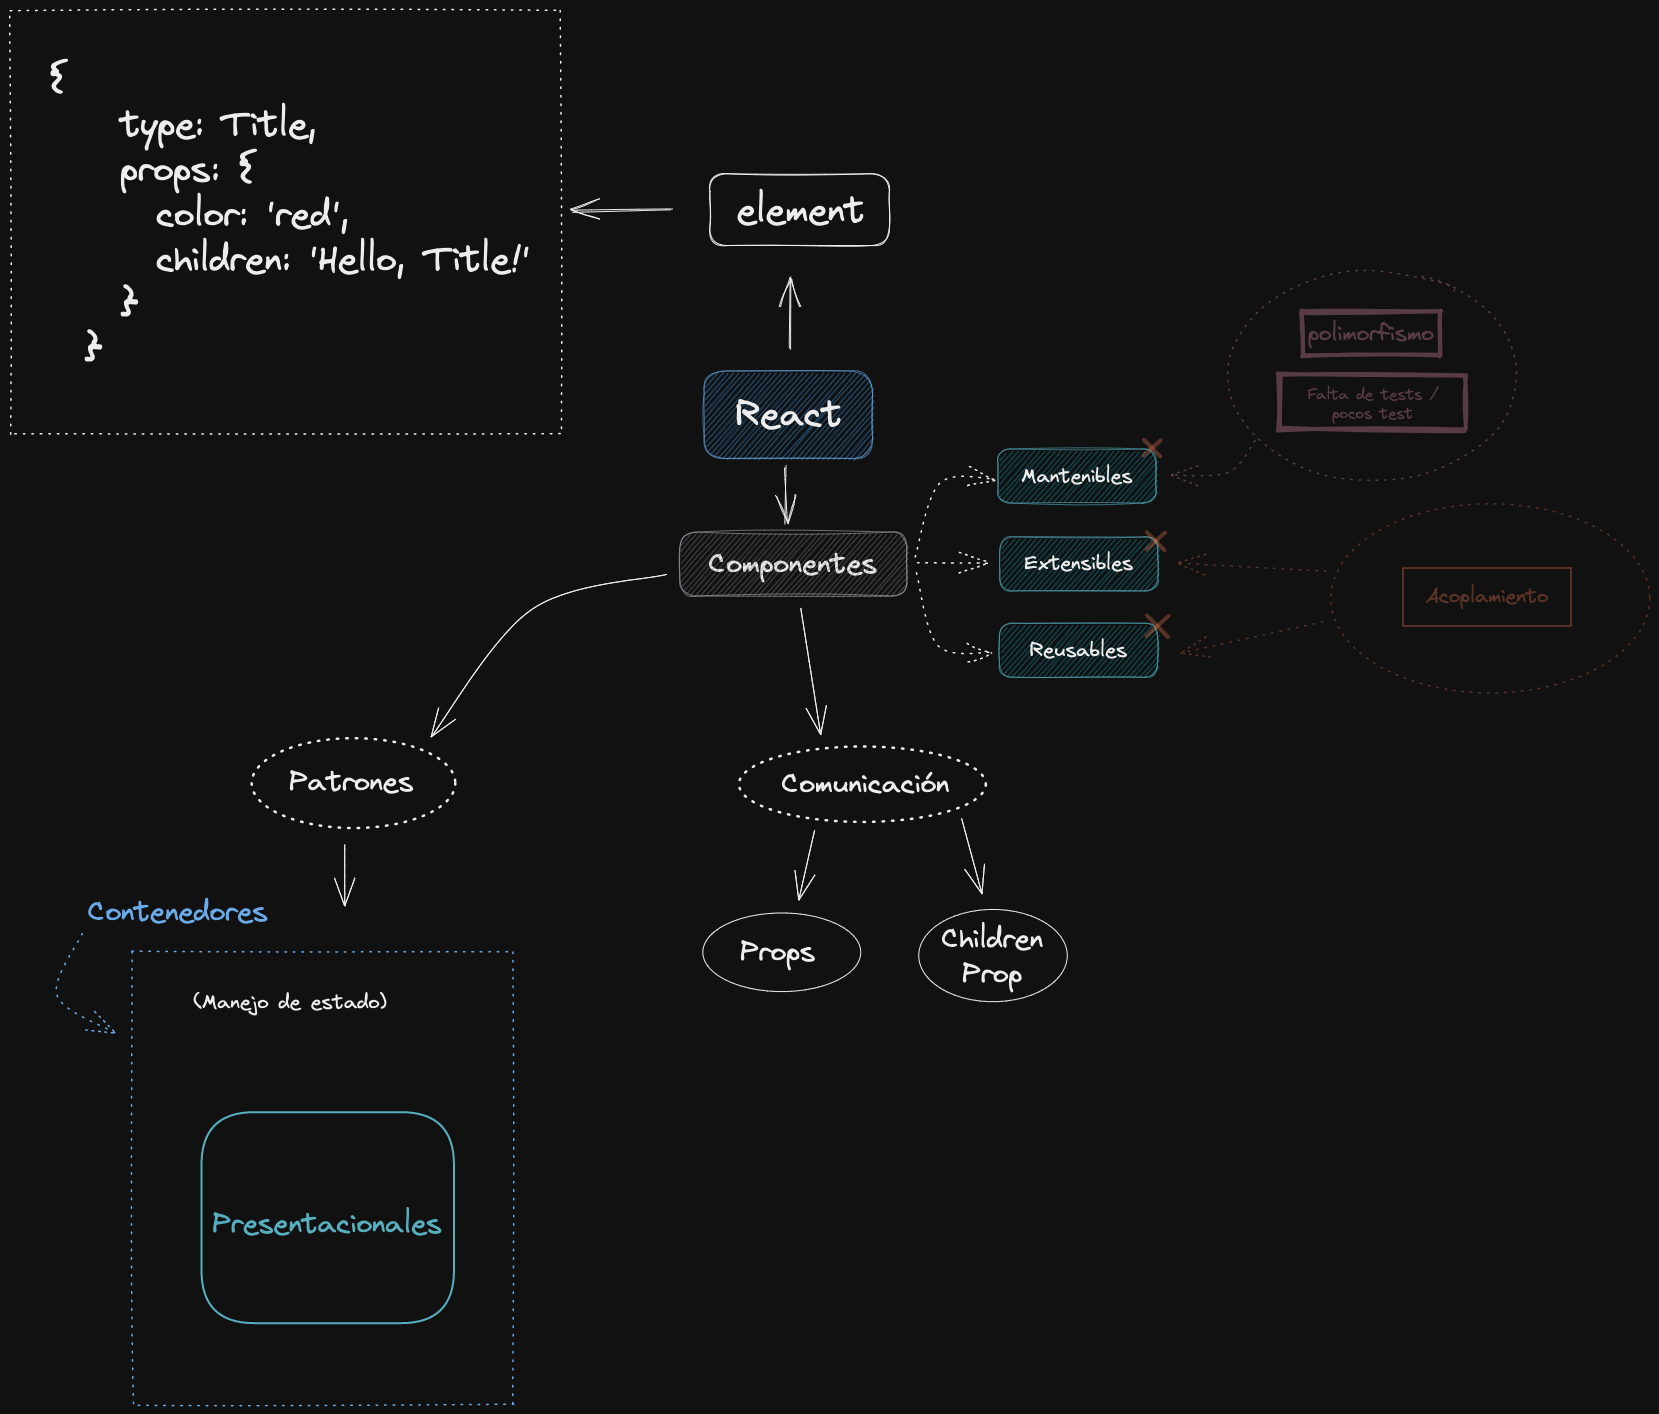 {
type: Title,
props: {
color: 'red',
children: 'Hello, Title!'
}
}
element
React
Componentes
Mantenibles
Extensibles
Reusables
polimorfismo
Falta de tests /
pocos test
Acoplamiento
Patrones
Comunicación
Props
Children
Prop
Contenedores
(Manejo de estado)
Presentacionales